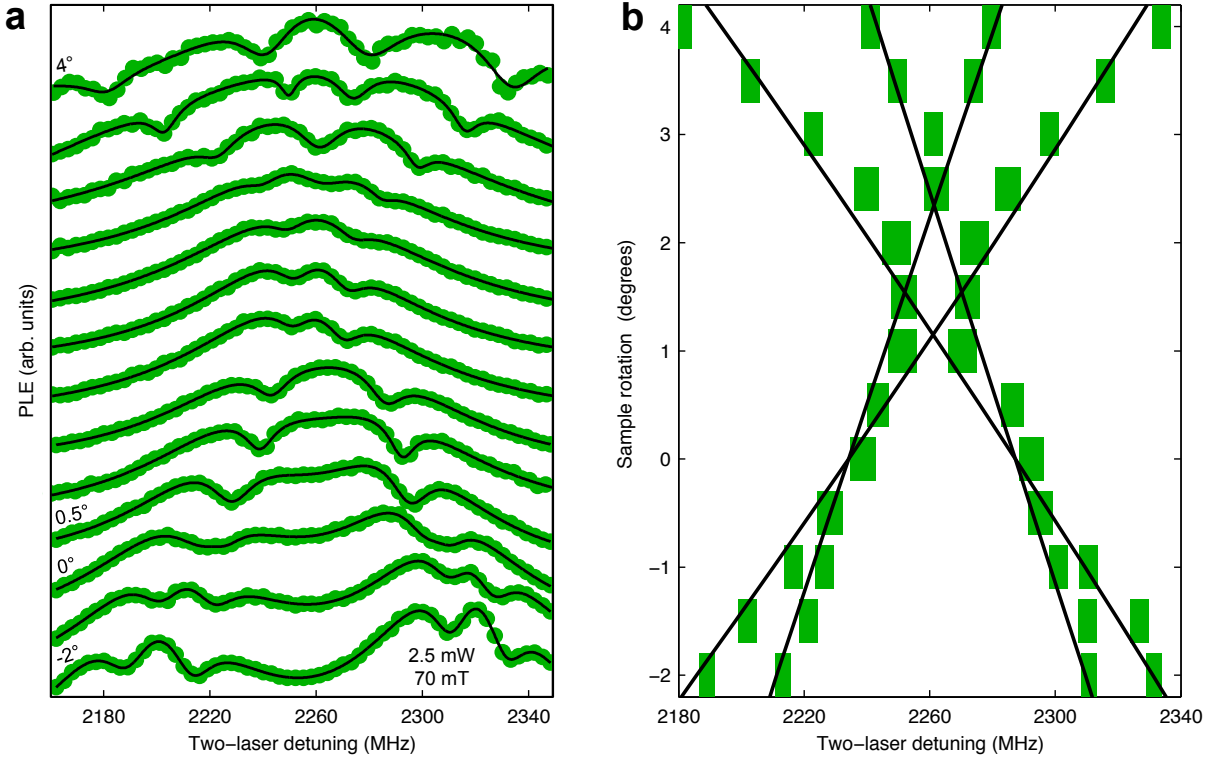 a
4°
0.5°
0°
-2°
2.5 mW
70 mT
PLE (arb. units)
2180 2220 2260 2300 2340
Two-laser detuning (MHz)
b
4
3
2
1
0
−1
−2
Sample rotation (degrees)
2180 2220 2260 2300 2340
Two-laser detuning (MHz)